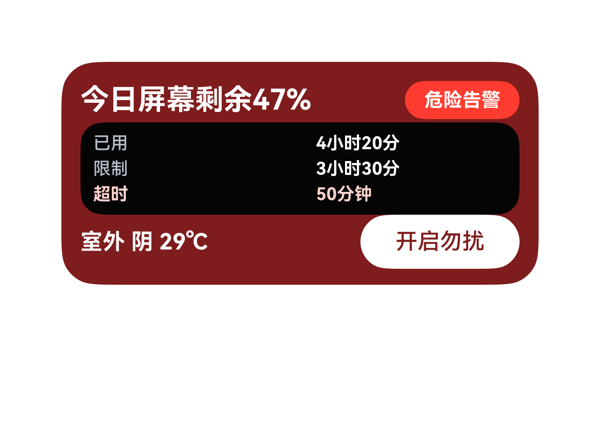 今日屏幕剩余47%
危险告警
已用 4小时20分
限制 3小时30分
超时 50分钟
室外 阴 29℃
开启勿扰